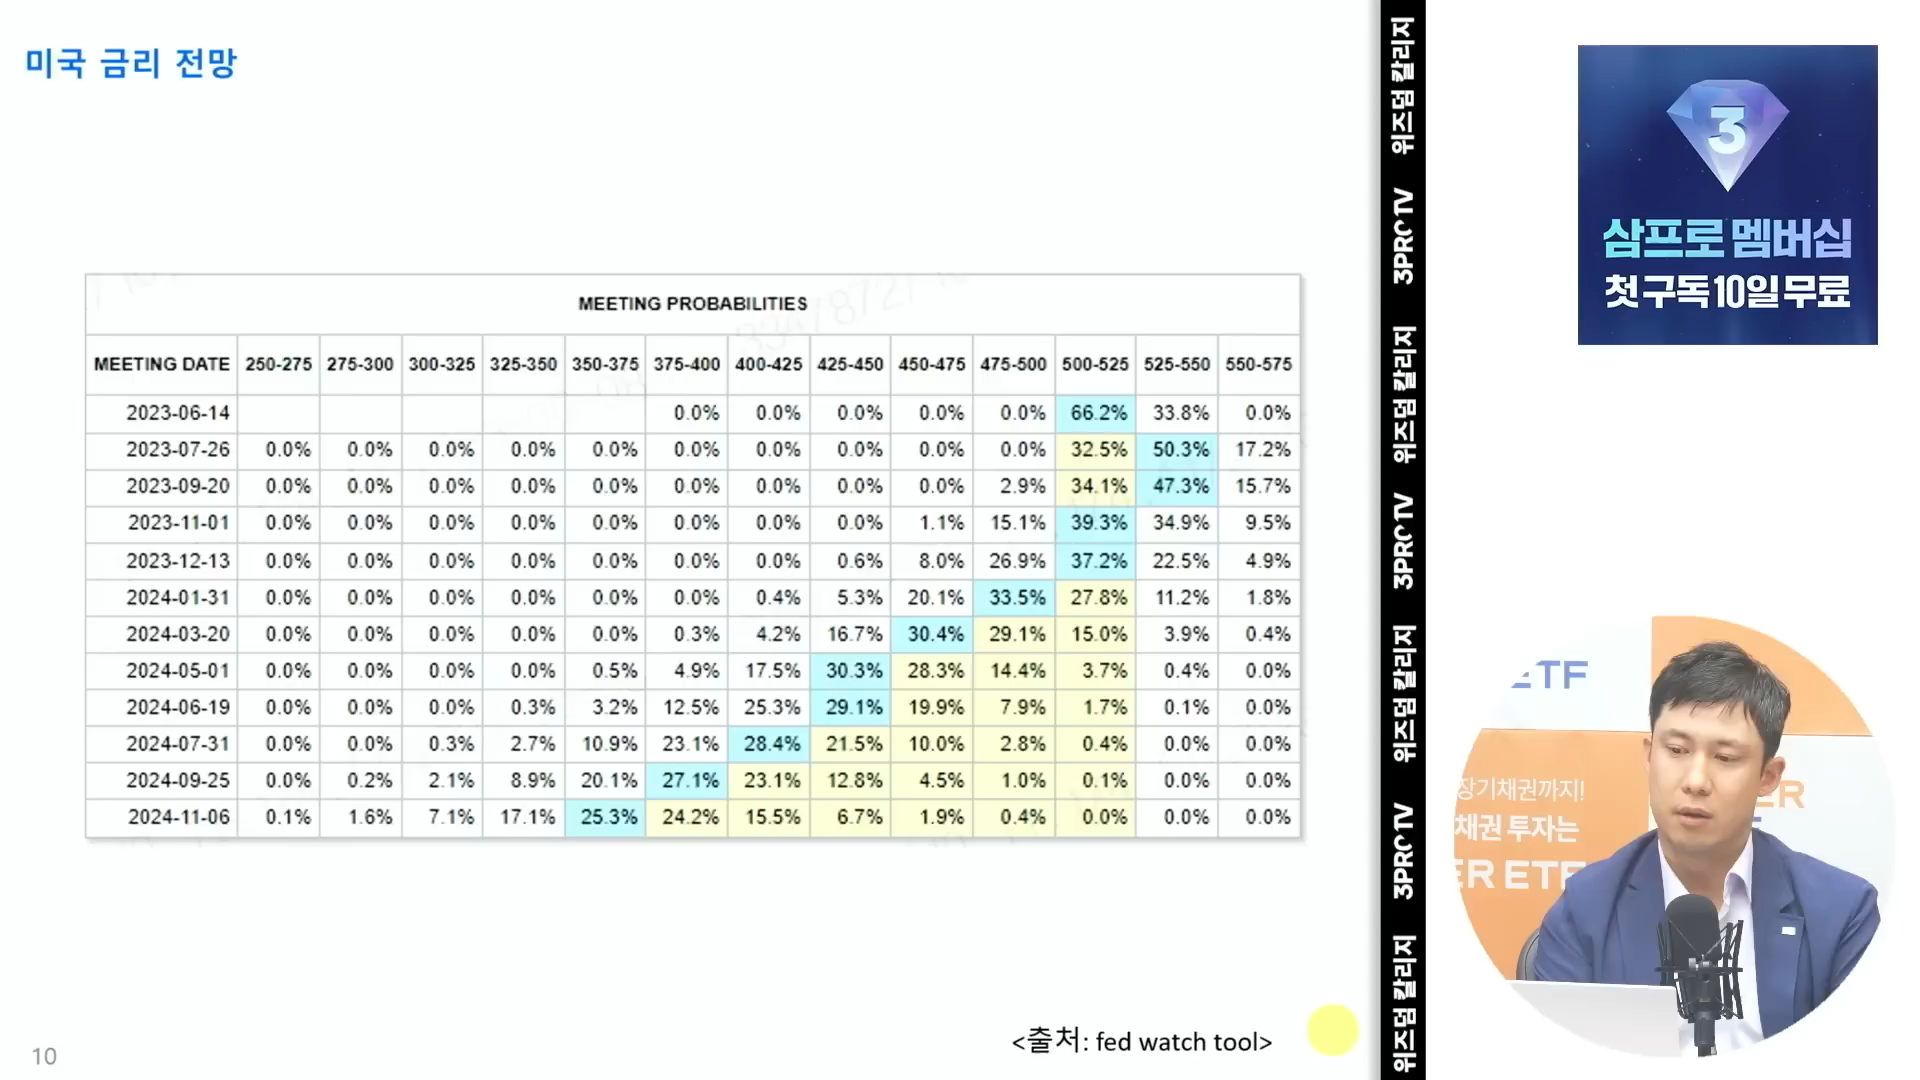 미국 금리 전망
MEETING PROBABILITIES
MEETING DATE 250-275 275-300 300-325 325-350 350-375 375-400 400-425 425-450 450-475 475-500 500-525 525-550 550-575
2023-06-14 0.0% 0.0% 0.0% 0.0% 0.0% 66.2% 33.8% 0.0%
2023-07-26 0.0% 0.0% 0.0% 0.0% 0.0% 0.0% 0.0% 0.0% 0.0% 0.0% 32.5% 50.3% 17.2%
2023-09-20 0.0% 0.0% 0.0% 0.0% 0.0% 0.0% 0.0% 0.0% 0.0% 2.9% 34.1% 47.3% 15.7%
2023-11-01 0.0% 0.0% 0.0% 0.0% 0.0% 0.0% 0.0% 0.0% 1.1% 15.1% 39.3% 34.9% 9.5%
2023-12-13 0.0% 0.0% 0.0% 0.0% 0.0% 0.0% 0.0% 0.6% 8.0% 26.9% 37.2% 22.5% 4.9%
2024-01-31 0.0% 0.0% 0.0% 0.0% 0.0% 0.0% 0.4% 5.3% 20.1% 33.5% 27.8% 11.2% 1.8%
2024-03-20 0.0% 0.0% 0.0% 0.0% 0.0% 0.3% 4.2% 16.7% 30.4% 29.1% 15.0% 3.9% 0.4%
2024-05-01 0.0% 0.0% 0.0% 0.0% 0.5% 4.9% 17.5% 30.3% 28.3% 14.4% 3.7% 0.4% 0.0%
2024-06-19 0.0% 0.0% 0.0% 0.3% 3.2% 12.5% 25.3% 29.1% 19.9% 7.9% 1.7% 0.1% 0.0%
2024-07-31 0.0% 0.0% 0.3% 2.7% 10.9% 23.1% 28.4% 21.5% 10.0% 2.8% 0.4% 0.0% 0.0%
2024-09-25 0.0% 0.2% 2.1% 8.9% 20.1% 27.1% 23.1% 12.8% 4.5% 1.0% 0.1% 0.0% 0.0%
2024-11-06 0.1% 1.6% 7.1% 17.1% 25.3% 24.2% 15.5% 6.7% 1.9% 0.4% 0.0% 0.0% 0.0%
<출처: fed watch tool>
10
위즈덤 칼리지
3PROTV
위즈덤 칼리지
3PROTV
위즈덤 칼리지
3PROTV
위즈덤 칼리지
3
삼프로 멤버십
첫 구독 10일 무료
ETF
장기채권까지!
채권 투자는
ER ETF
ER